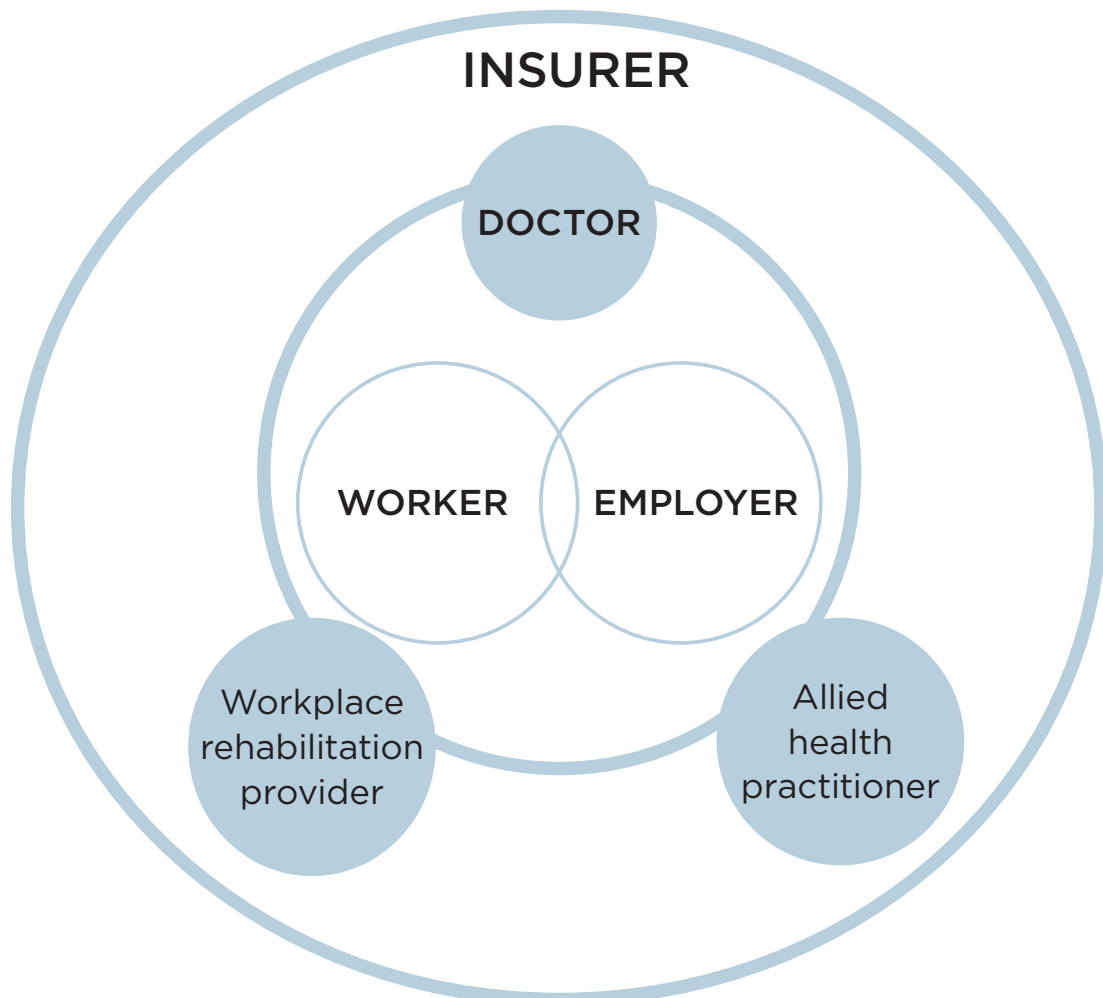 INSURER
DOCTOR
WORKER
EMPLOYER
Workplace
rehabilitation
provider
Allied
health
practitioner